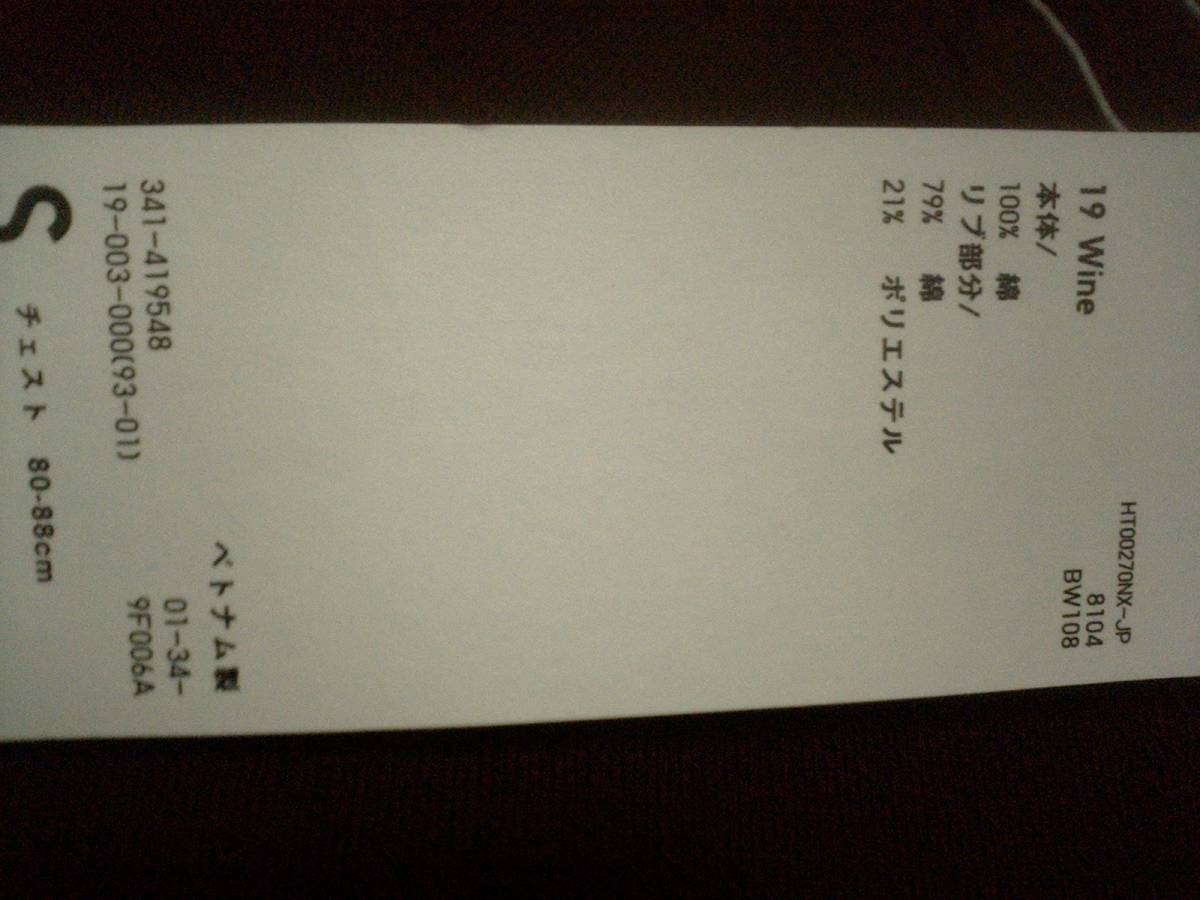 HT00270NX-JP
8104
19 Wine
BW108
本体/
100% 綿
リブ部分/
79% 綿
21% ポリエステル
ベトナム製
341-419548
01-34-
19-003-000(93-01)
9F006A
S チェスト 80-88cm